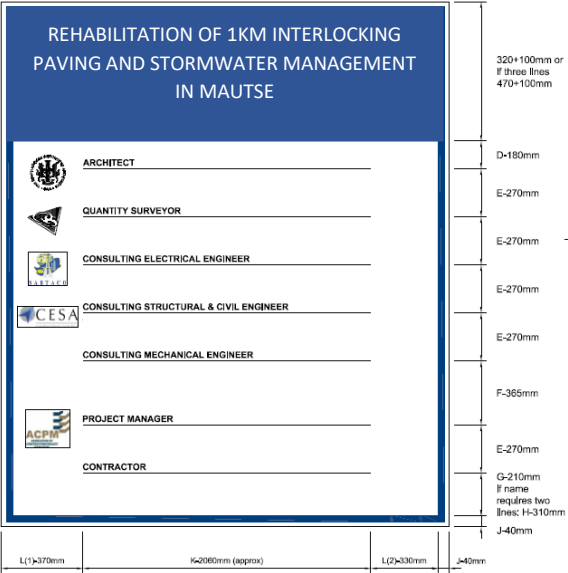 REHABILITATION OF 1KM INTERLOCKING
PAVING AND STORMWATER MANAGEMENT
IN MAUTSE
320+100mm or
If three lines
470+100mm
D-180mm
ARCHITECT
E-270mm
QUANTITY SURVEYOR
E-270mm
CONSULTING ELECTRICAL ENGINEER
SABTACO
E-270mm
CESA
CONSULTING STRUCTURAL & CIVIL ENGINEER
E-270mm
CONSULTING MECHANICAL ENGINEER
F-365mm
PROJECT MANAGER
ACPM
E-270mm
CONTRACTOR
G-210mm
If name
requires two
lines: H-310mm
J-40mm
L(1)-370mm
K-2060mm (approx)
L(2)-330mm
J-40mm